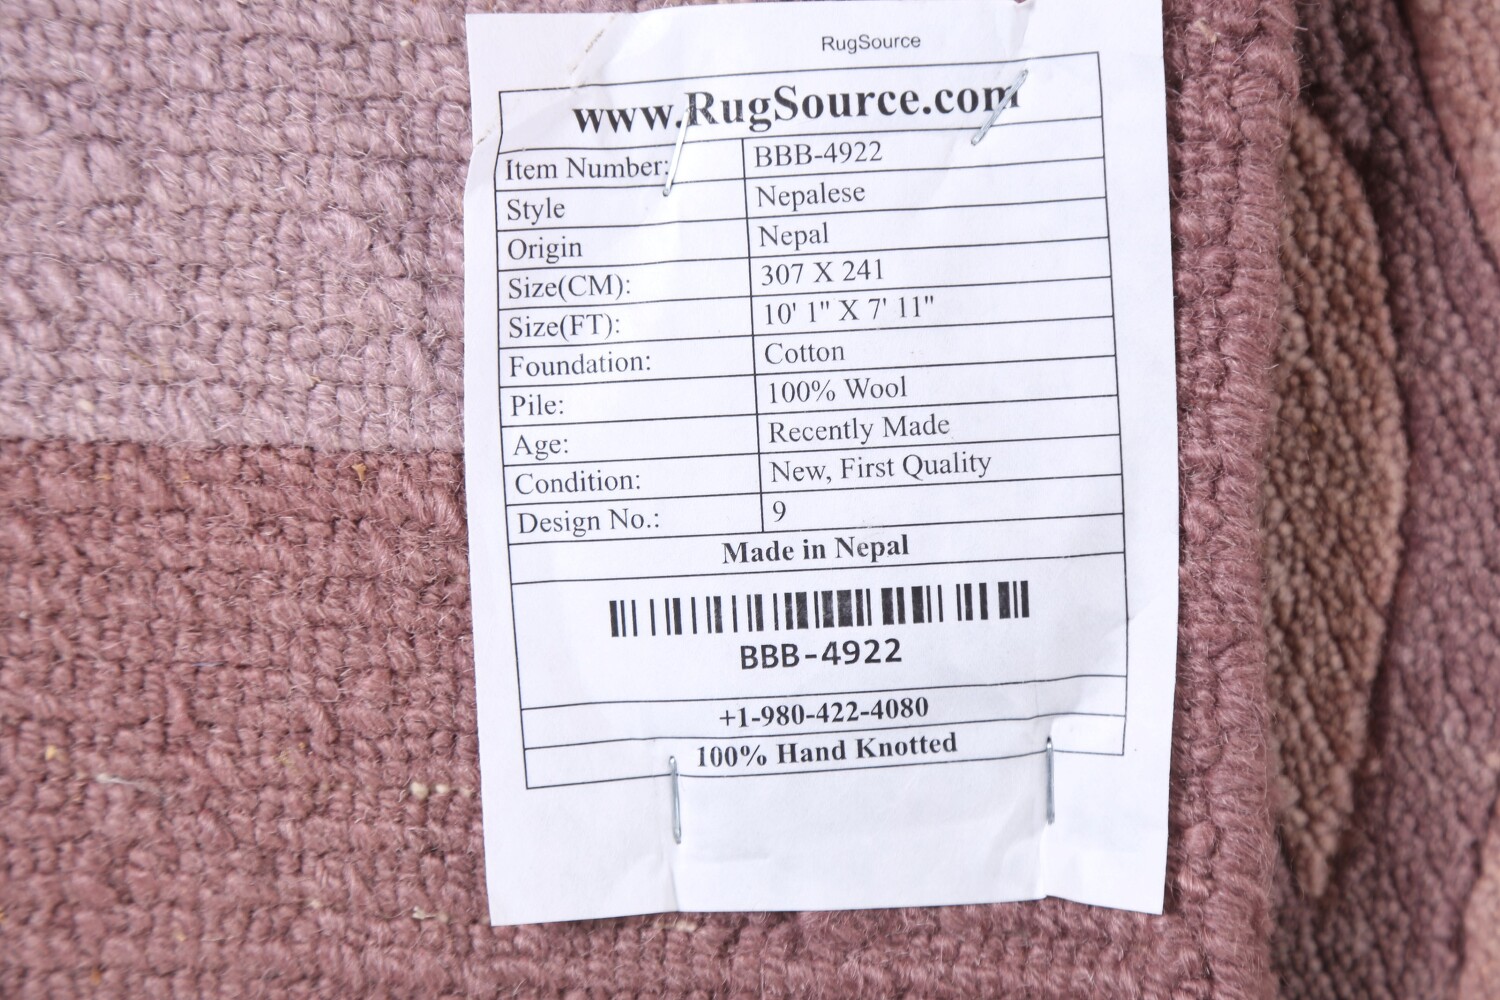 RugSource
www.RugSource.com
Item Number: BBB-4922
Style Nepalese
Origin Nepal
Size(CM): 307 X 241
Size(FT): 10' 1" X 7' 11"
Foundation: Cotton
Pile: 100% Wool
Age: Recently Made
Condition: New, First Quality
Design No.: 9
Made in Nepal
BBB-4922
+1-980-422-4080
100% Hand Knotted